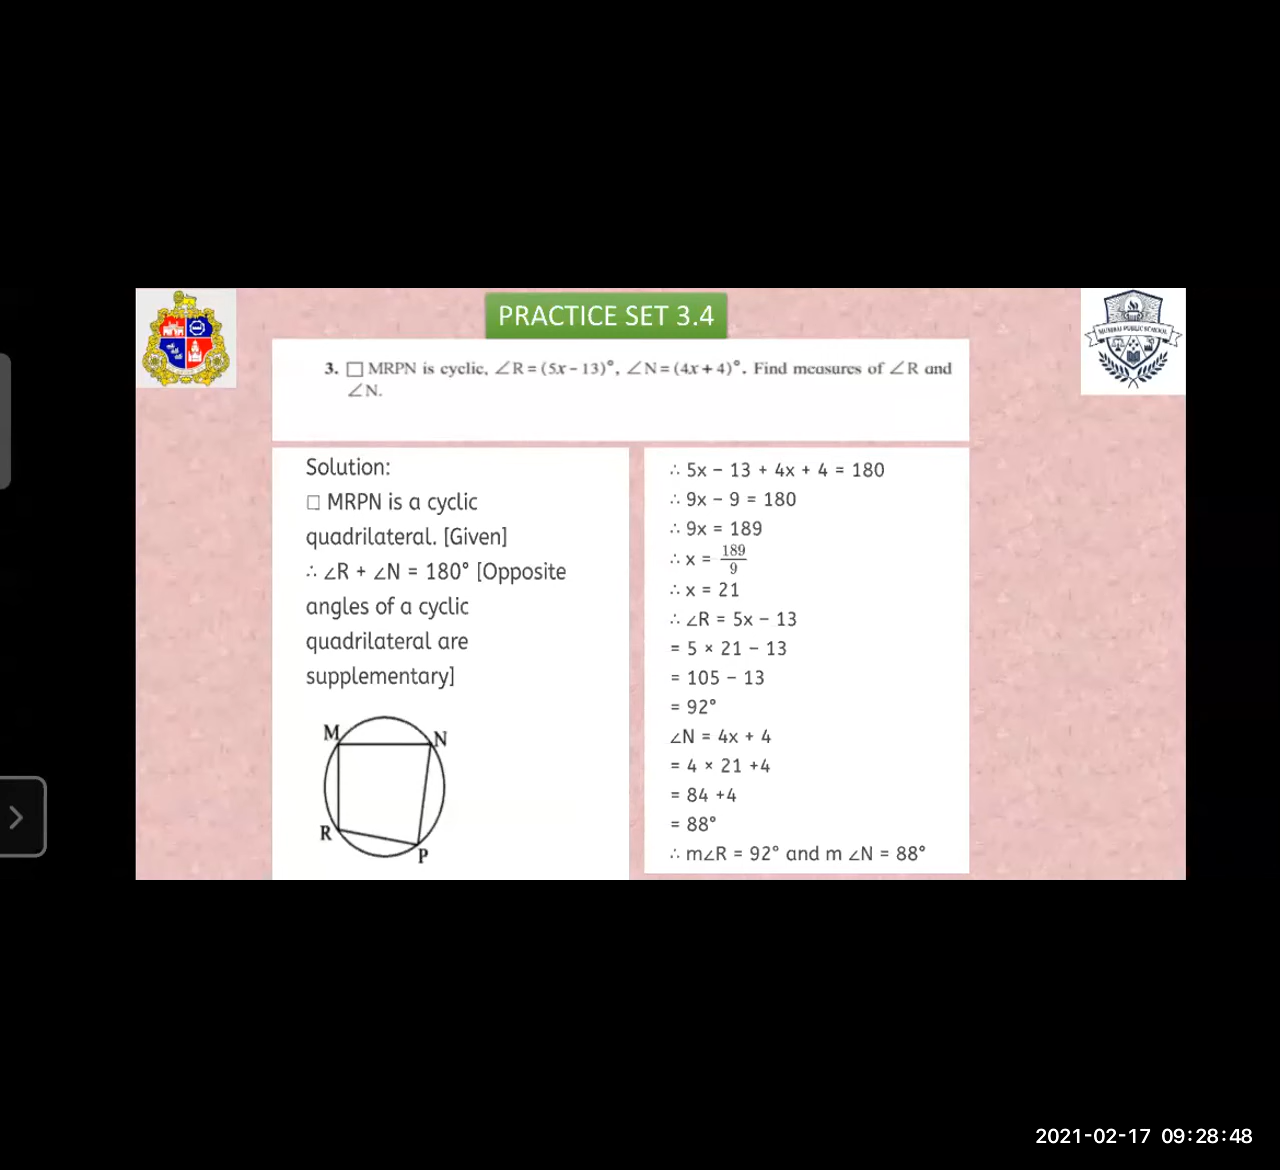 PRACTICE SET 3.4
MUMBAI PUBLIC SCHOOL
3. □ MRPN is cyclic, ∠R = (5x – 13)°, ∠N = (4x + 4)°. Find measures of ∠R and
∠N.
Solution:
□ MRPN is a cyclic
quadrilateral. [Given]
∴ ∠R + ∠N = 180° [Opposite
angles of a cyclic
quadrilateral are
supplementary]
M
N
R
P
∴ 5x – 13 + 4x + 4 = 180
∴ 9x – 9 = 180
∴ 9x = 189
∴ x = 189/9
∴ x = 21
∴ ∠R = 5x – 13
= 5 × 21 – 13
= 105 – 13
= 92°
∠N = 4x + 4
= 4 × 21 +4
= 84 +4
= 88°
∴ m∠R = 92° and m ∠N = 88°
2021-02-17 09:28:48